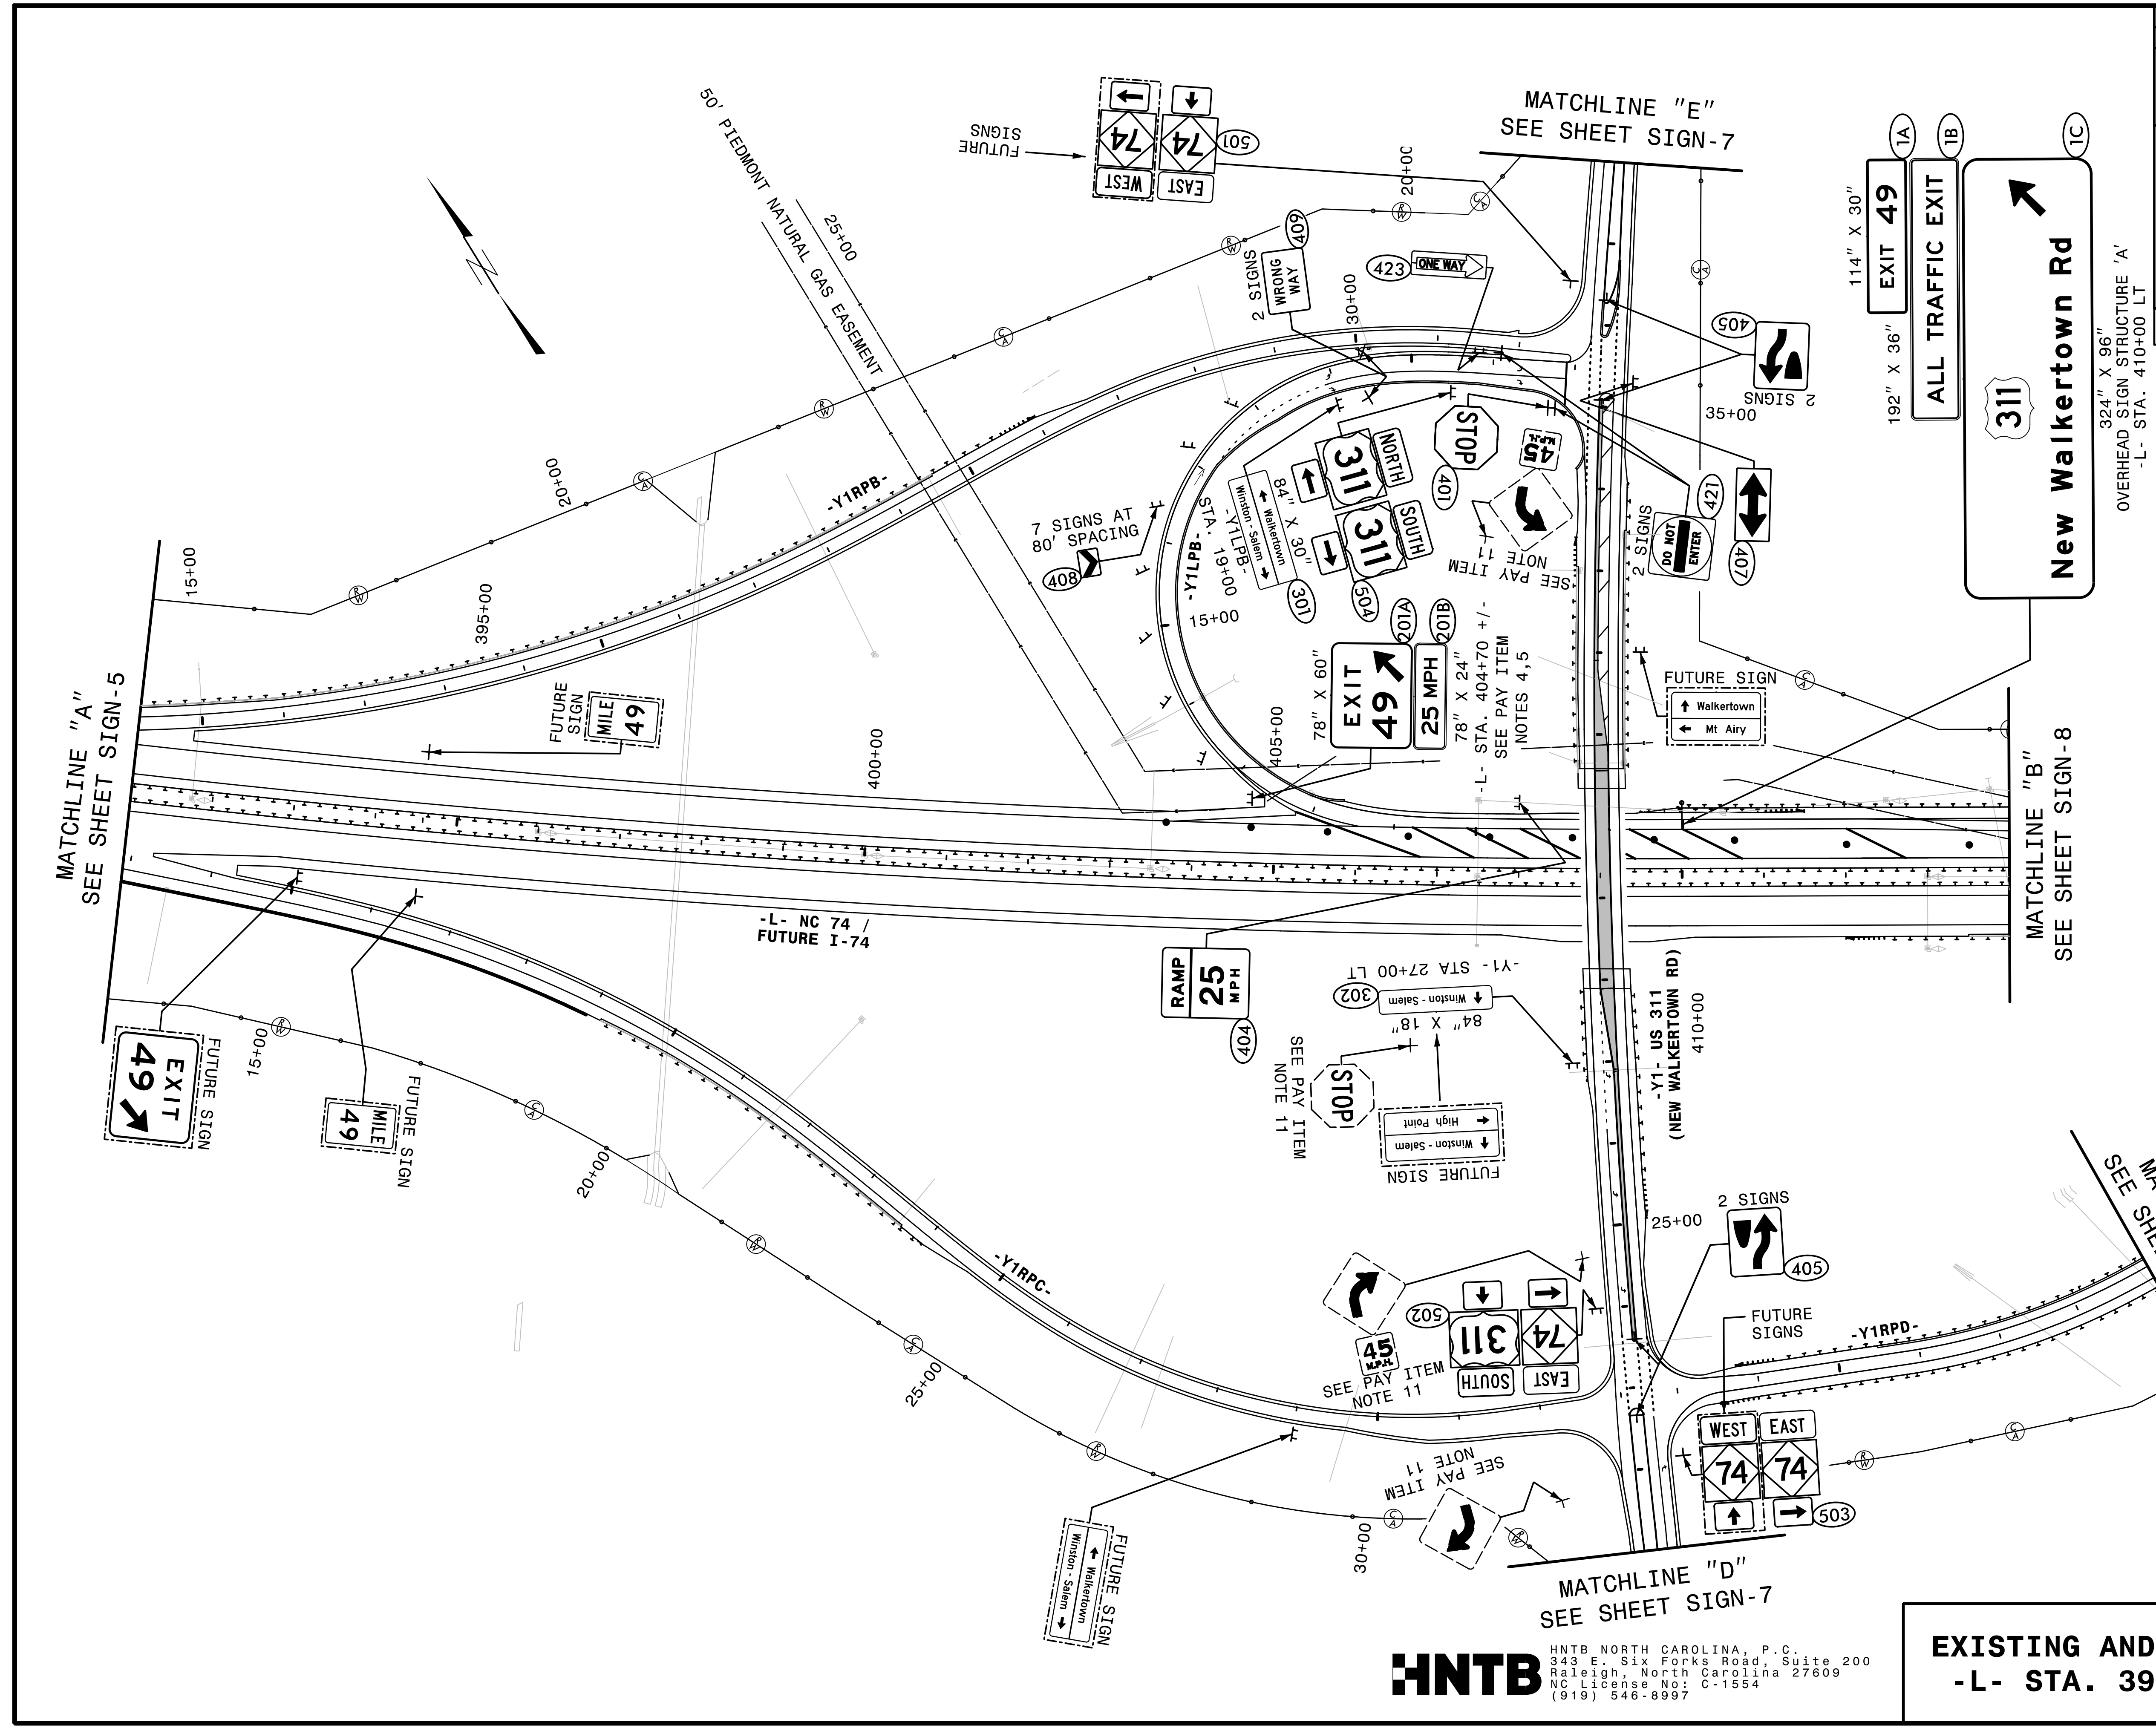 MATCHLINE "E"
SEE SHEET SIGN-7
FUTURE
SIGNS
74
WEST
74
EAST
501
50' PIEDMONT NATURAL GAS EASEMENT
25+00
20+00
R/W
C/A
2 SIGNS
WRONG
WAY
409
423
ONE WAY
30+00
405
2 SIGNS
35+00
114" X 30"
EXIT 49
1A
192" X 36"
ALL TRAFFIC EXIT
1B
311
New Walkertown Rd
1C
324" X 96"
OVERHEAD SIGN STRUCTURE 'A'
-L- STA. 410+00 LT
15+00
20+00
-Y1RPB-
395+00
7 SIGNS AT
80' SPACING
408
-Y1LPB-
STA. 19+00
-Y1LPB-
15+00
Winston - Salem
Walkertown
84" X 30"
301
311
NORTH
311
SOUTH
504
STOP
401
45
M.P.H.
SEE PAY ITEM
NOTE 11
2 SIGNS
DO NOT
ENTER
421
407
MATCHLINE "A"
SEE SHEET SIGN-5
FUTURE
SIGN
MILE
49
400+00
405+00
78" X 60"
EXIT
49
201A
25 MPH
201B
78" X 24"
-L- STA. 404+70 +/-
SEE PAY ITEM
NOTES 4,5
FUTURE SIGN
Walkertown
Mt Airy
MATCHLINE "B"
SEE SHEET SIGN-8
-L- NC 74 /
FUTURE I-74
RAMP
25
MPH
404
-Y1- STA 27+00 LT
302
Winston - Salem
84" X 18"
SEE PAY ITEM
NOTE 11
STOP
High Point
Winston - Salem
FUTURE SIGN
-Y1- US 311
(NEW WALKERTOWN RD)
410+00
EXIT
49
FUTURE SIGN
15+00
MILE
49
FUTURE SIGN
20+00
-Y1RPC-
25+00
2 SIGNS
405
25+00
45
M.P.H.
SEE PAY ITEM
NOTE 11
502
311
SOUTH
74
EAST
FUTURE
SIGNS
-Y1RPD-
WEST
74
EAST
74
503
SEE PAY ITEM
NOTE 11
30+00
Winston - Salem
Walkertown
FUTURE SIGN
MATCHLINE "D"
SEE SHEET SIGN-7
HNTB
HNTB NORTH CAROLINA, P.C.
343 E. Six Forks Road, Suite 200
Raleigh, North Carolina 27609
NC License No: C-1554
(919) 546-8997
EXISTING AND
-L- STA. 39